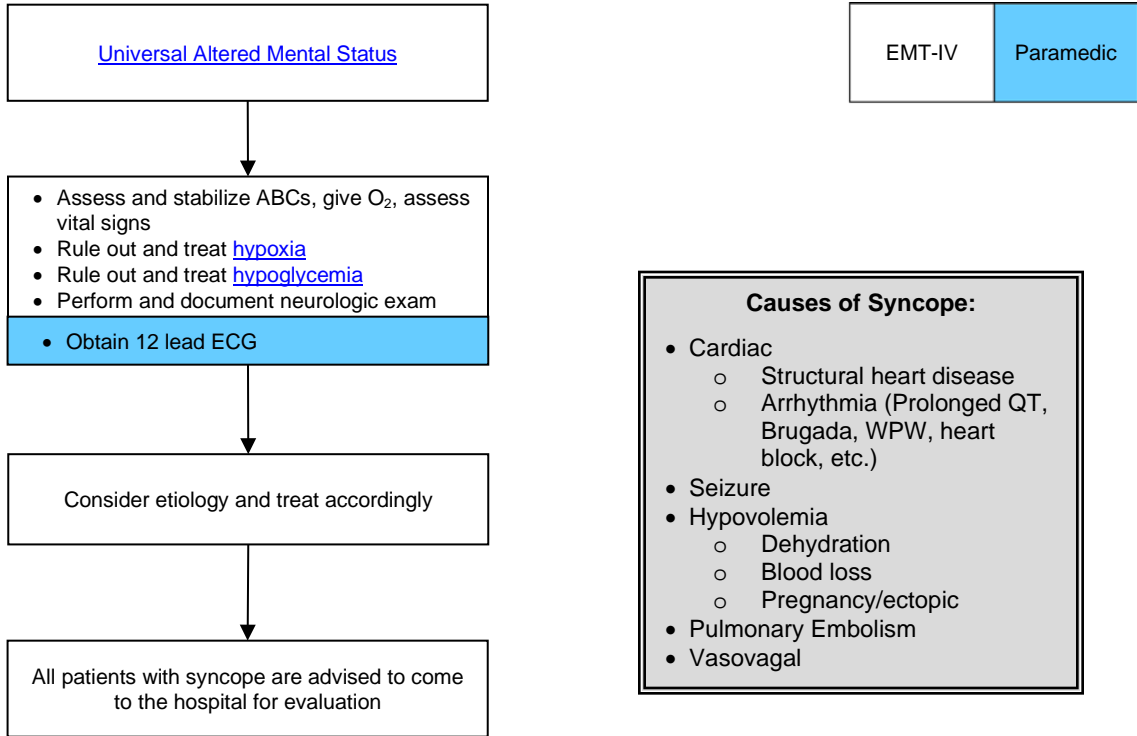 Universal Altered Mental Status
EMT-IV
Paramedic
• Assess and stabilize ABCs, give O₂, assess
vital signs
• Rule out and treat hypoxia
• Rule out and treat hypoglycemia
• Perform and document neurologic exam
• Obtain 12 lead ECG
Consider etiology and treat accordingly
All patients with syncope are advised to come
to the hospital for evaluation
Causes of Syncope:
• Cardiac
o Structural heart disease
o Arrhythmia (Prolonged QT,
Brugada, WPW, heart
block, etc.)
• Seizure
• Hypovolemia
o Dehydration
o Blood loss
o Pregnancy/ectopic
• Pulmonary Embolism
• Vasovagal